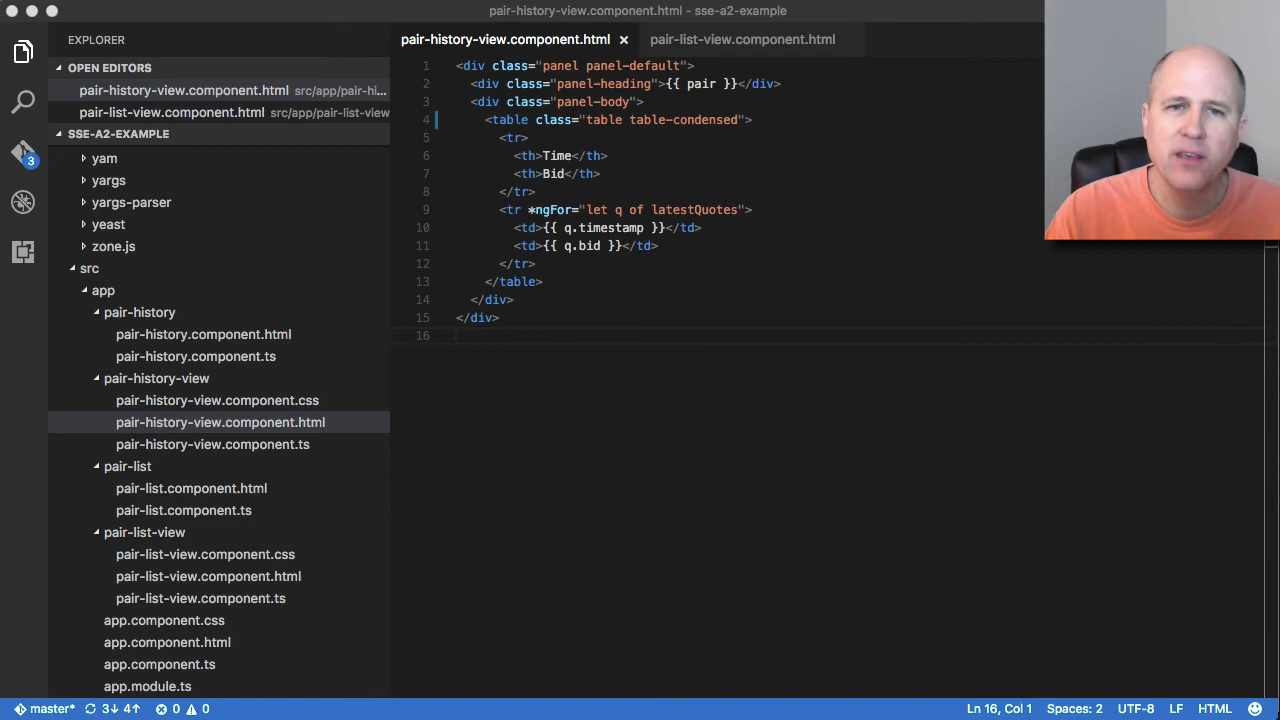 pair-history-view.component.html - sse-a2-example
EXPLORER
OPEN EDITORS
pair-history-view.component.html src/app/pair-hi...
pair-list-view.component.html src/app/pair-list-view
SSE-A2-EXAMPLE
yam
yargs
yargs-parser
yeast
zone.js
src
app
pair-history
pair-history.component.html
pair-history.component.ts
pair-history-view
pair-history-view.component.css
pair-history-view.component.html
pair-history-view.component.ts
pair-list
pair-list.component.html
pair-list.component.ts
pair-list-view
pair-list-view.component.css
pair-list-view.component.html
pair-list-view.component.ts
app.component.css
app.component.html
app.component.ts
app.module.ts
3
pair-history-view.component.html × pair-list-view.component.html
1 <div class="panel panel-default">
2 <div class="panel-heading">{{ pair }}</div>
3 <div class="panel-body">
4 <table class="table table-condensed">
5 <tr>
6 <th>Time</th>
7 <th>Bid</th>
8 </tr>
9 <tr *ngFor="let q of latestQuotes">
10 <td>{{ q.timestamp }}</td>
11 <td>{{ q.bid }}</td>
12 </tr>
13 </table>
14 </div>
15 </div>
16
master* 3↓ 4↑ 0 0 Ln 16, Col 1 Spaces: 2 UTF-8 LF HTML